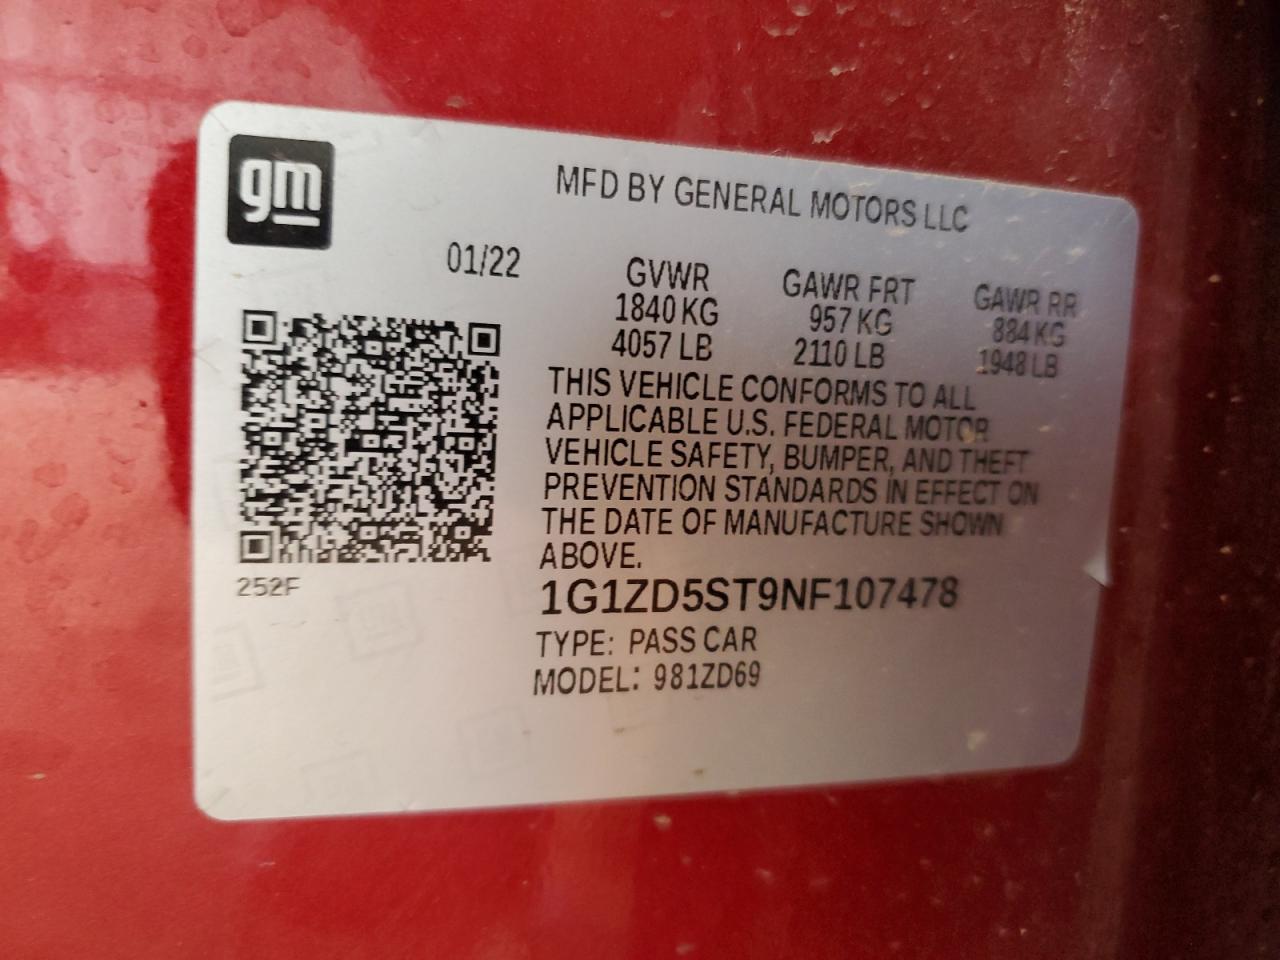 gm
MFD BY GENERAL MOTORS LLC
01/22
GVWR GAWR FRT GAWR RR
1840 KG 957 KG 884 KG
4057 LB 2110 LB 1948 LB
THIS VEHICLE CONFORMS TO ALL
APPLICABLE U.S. FEDERAL MOTOR
VEHICLE SAFETY, BUMPER, AND THEFT
PREVENTION STANDARDS IN EFFECT ON
THE DATE OF MANUFACTURE SHOWN
ABOVE.
252F
1G1ZD5ST9NF107478
TYPE: PASS CAR
MODEL: 981ZD69